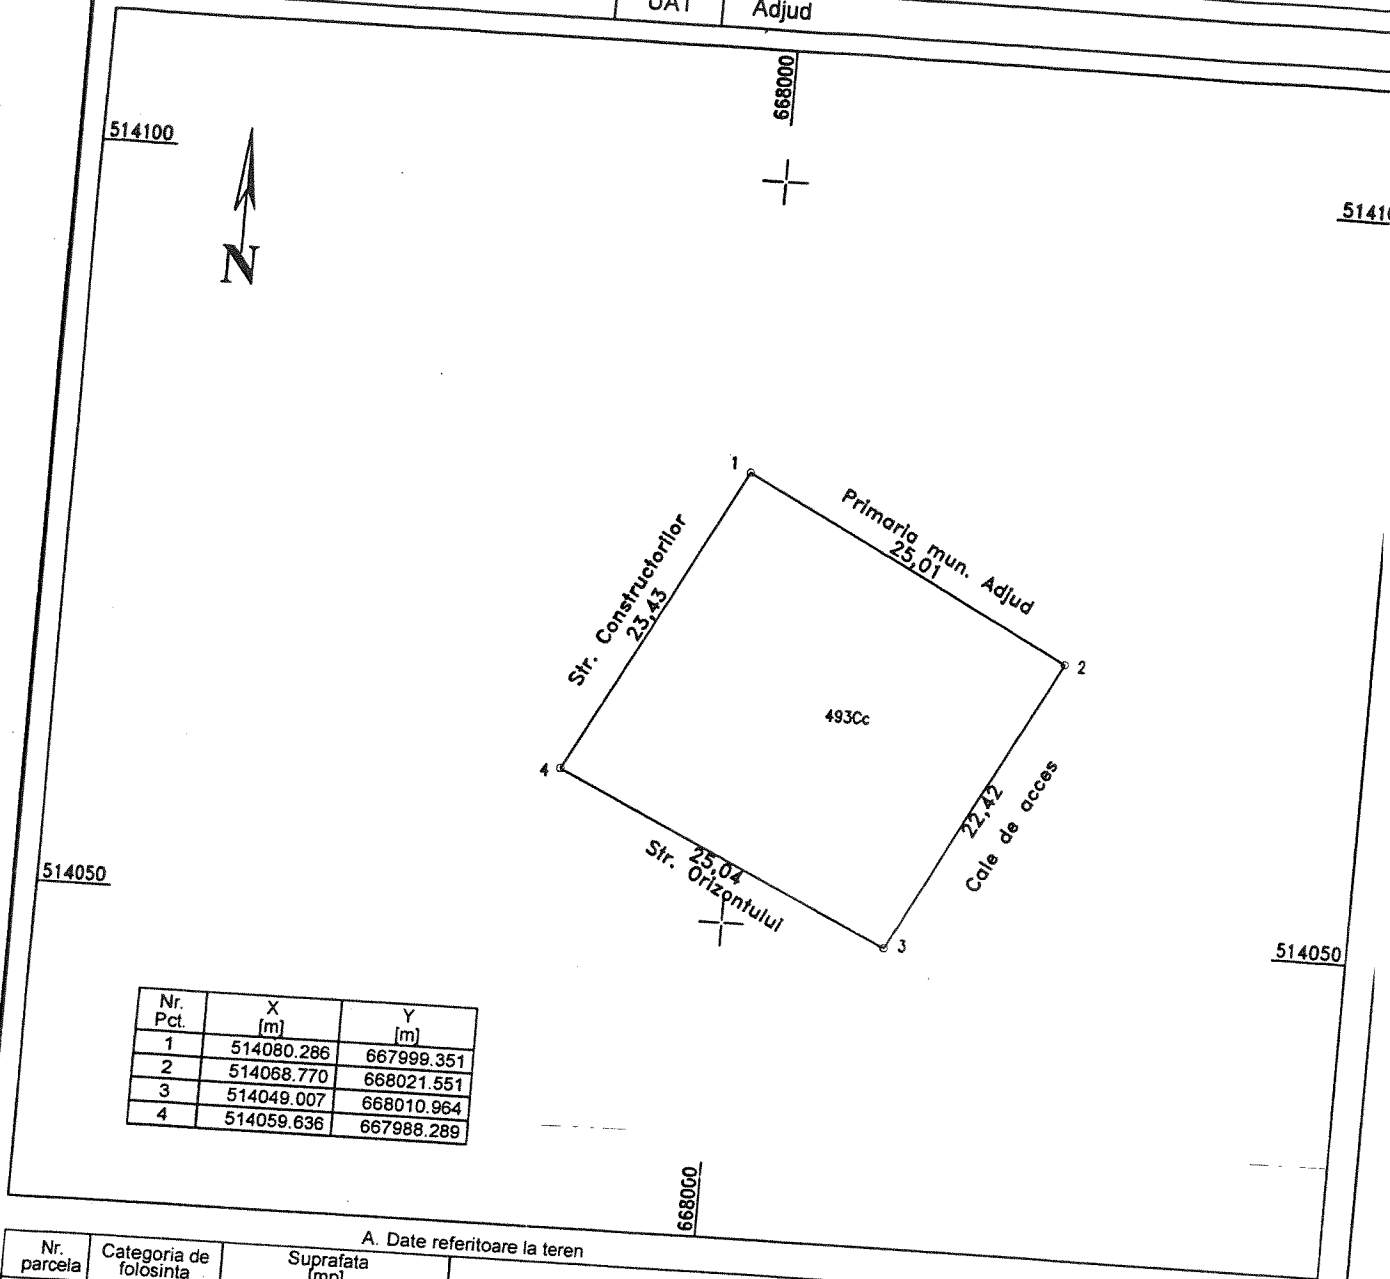 UAT Adjud
668000
514100
N
1
Primaria mun. Adjud
25,01
Str. Constructorilor
23,43
2
493Cc
4
22,42
Cale de acces
25,04
Str. Orizontului
3
514050
514050
Nr. Pct. X [m] Y [m]
1 514080.286 667999.351
2 514068.770 668021.551
3 514049.007 668010.964
4 514059.636 667988.289
668000
A. Date referitoare la teren
Nr. parcela
Categoria de folosinta
Suprafata
[mp]